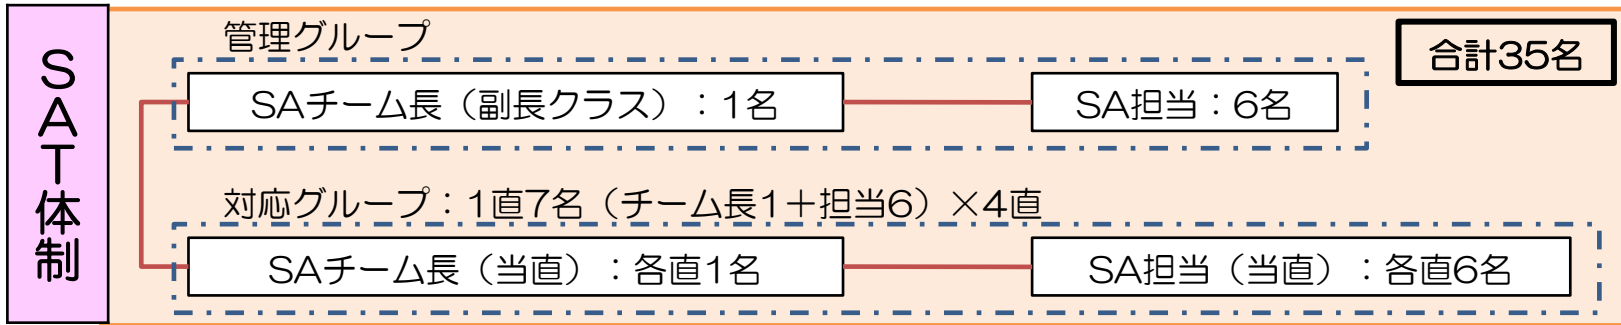 SAT体制
管理グループ
合計35名
SAチーム長（副長クラス）：1名
SA担当：6名
対応グループ：1直7名（チーム長1＋担当6）×4直
SAチーム長（当直）：各直1名
SA担当（当直）：各直6名